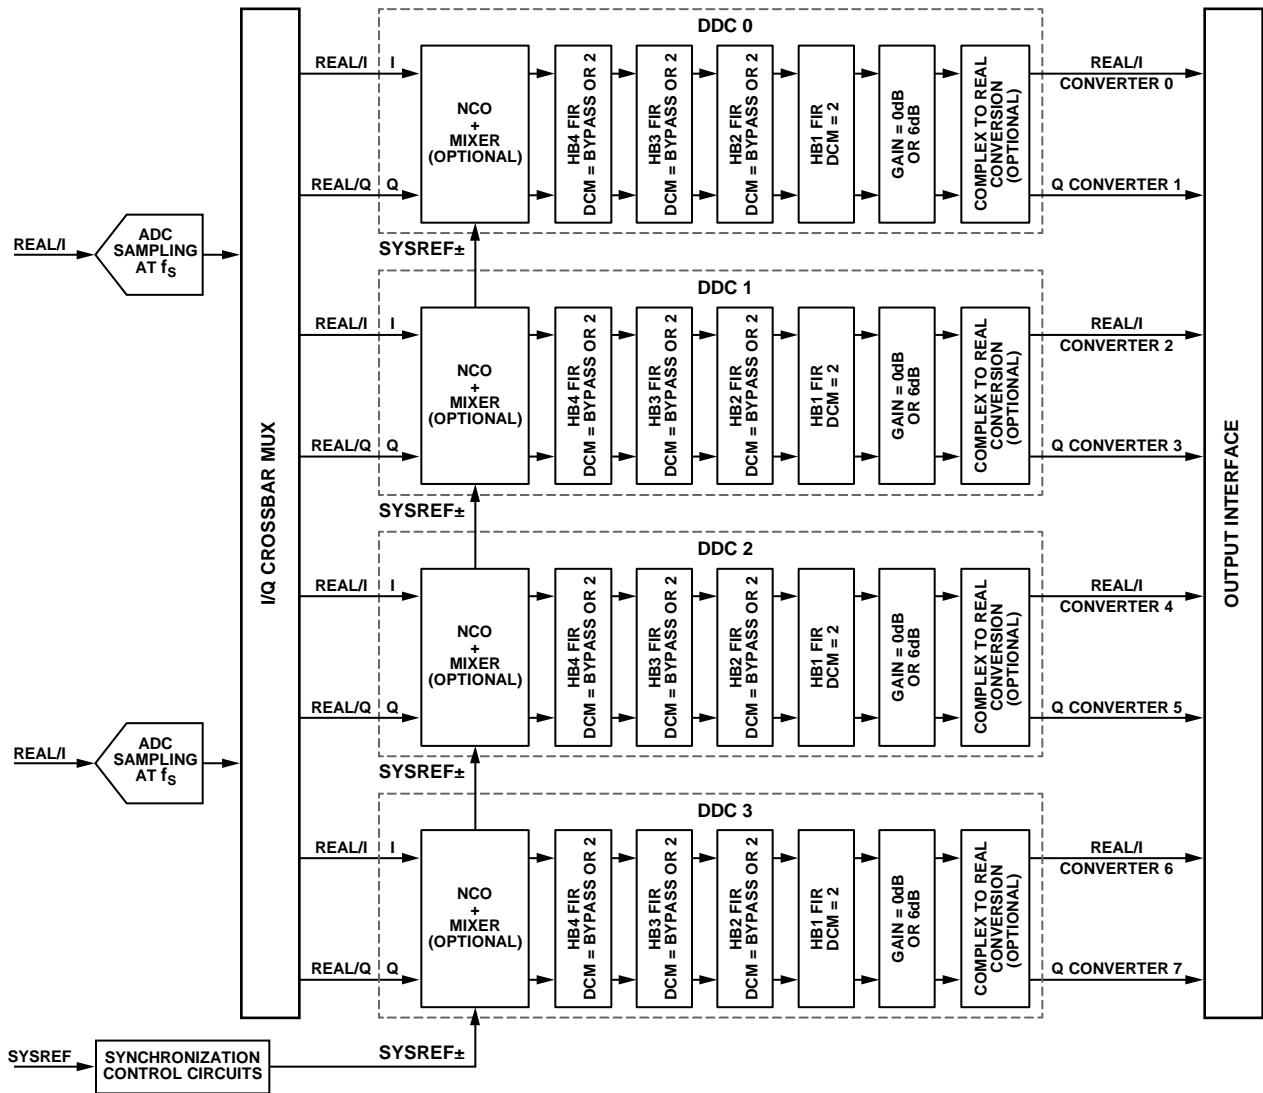 REAL/I
ADC
SAMPLING
AT fS
REAL/I
ADC
SAMPLING
AT fS
SYSREF
SYNCHRONIZATION
CONTROL CIRCUITS
I/Q CROSSBAR MUX
DDC 0
REAL/I
I
REAL/Q
Q
NCO
+
MIXER
(OPTIONAL)
HB4 FIR
DCM = BYPASS OR 2
HB3 FIR
DCM = BYPASS OR 2
HB2 FIR
DCM = BYPASS OR 2
HB1 FIR
DCM = 2
GAIN = 0dB
OR 6dB
COMPLEX TO REAL
CONVERSION
(OPTIONAL)
REAL/I
CONVERTER 0
Q CONVERTER 1
SYSREF±
DDC 1
REAL/I
I
REAL/Q
Q
NCO
+
MIXER
(OPTIONAL)
HB4 FIR
DCM = BYPASS OR 2
HB3 FIR
DCM = BYPASS OR 2
HB2 FIR
DCM = BYPASS OR 2
HB1 FIR
DCM = 2
GAIN = 0dB
OR 6dB
COMPLEX TO REAL
CONVERSION
(OPTIONAL)
REAL/I
CONVERTER 2
Q CONVERTER 3
SYSREF±
DDC 2
REAL/I
I
REAL/Q
Q
NCO
+
MIXER
(OPTIONAL)
HB4 FIR
DCM = BYPASS OR 2
HB3 FIR
DCM = BYPASS OR 2
HB2 FIR
DCM = BYPASS OR 2
HB1 FIR
DCM = 2
GAIN = 0dB
OR 6dB
COMPLEX TO REAL
CONVERSION
(OPTIONAL)
REAL/I
CONVERTER 4
Q CONVERTER 5
SYSREF±
DDC 3
REAL/I
I
REAL/Q
Q
NCO
+
MIXER
(OPTIONAL)
HB4 FIR
DCM = BYPASS OR 2
HB3 FIR
DCM = BYPASS OR 2
HB2 FIR
DCM = BYPASS OR 2
HB1 FIR
DCM = 2
GAIN = 0dB
OR 6dB
COMPLEX TO REAL
CONVERSION
(OPTIONAL)
REAL/I
CONVERTER 6
Q CONVERTER 7
SYSREF±
OUTPUT INTERFACE